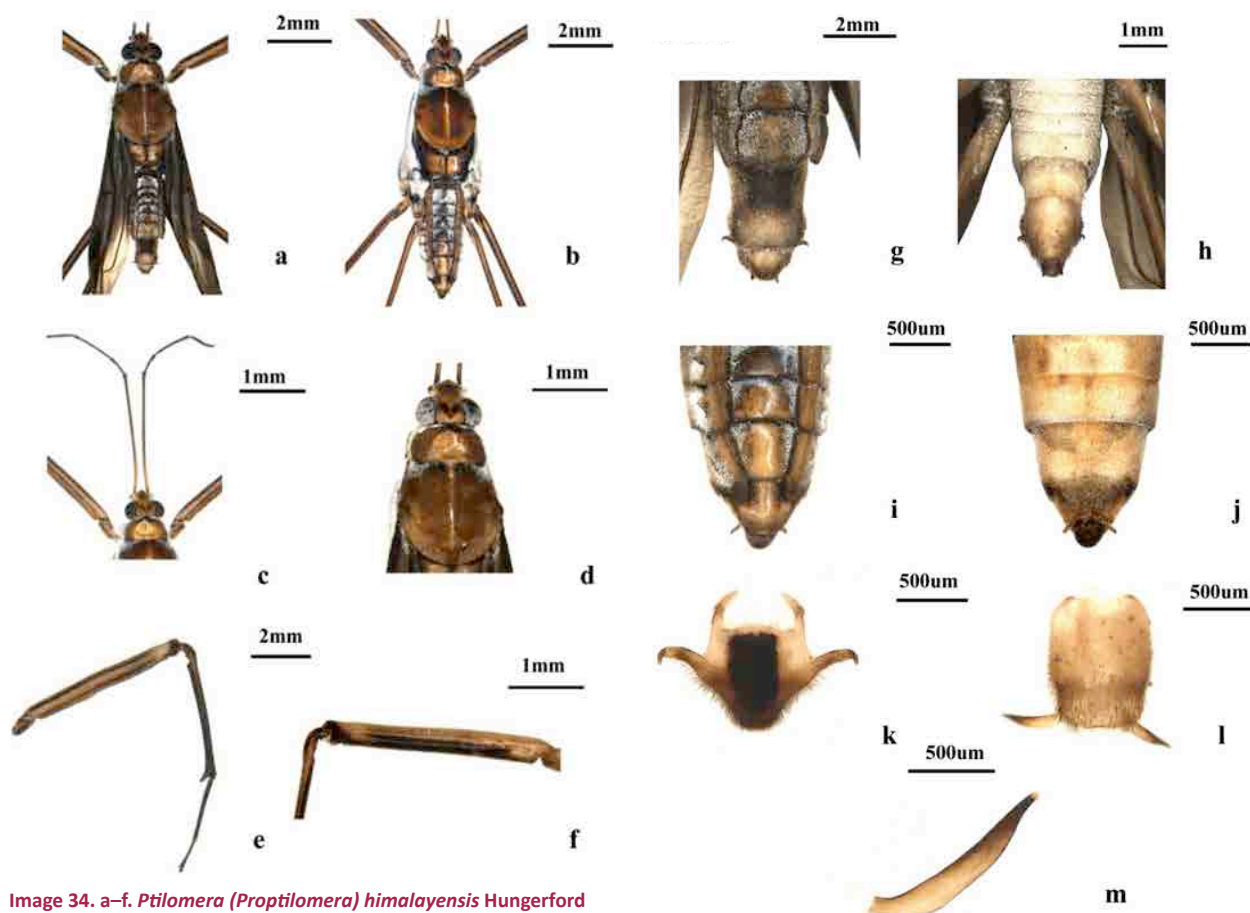 2mm
2mm
a
b
1mm
1mm
c
d
2mm
1mm
e
f
2mm
1mm
g
h
500um
500um
i
j
500um
500um
k
l
500um
m
Image 34. a–f. Ptilomera (Proptilomera) himalayensis Hungerford